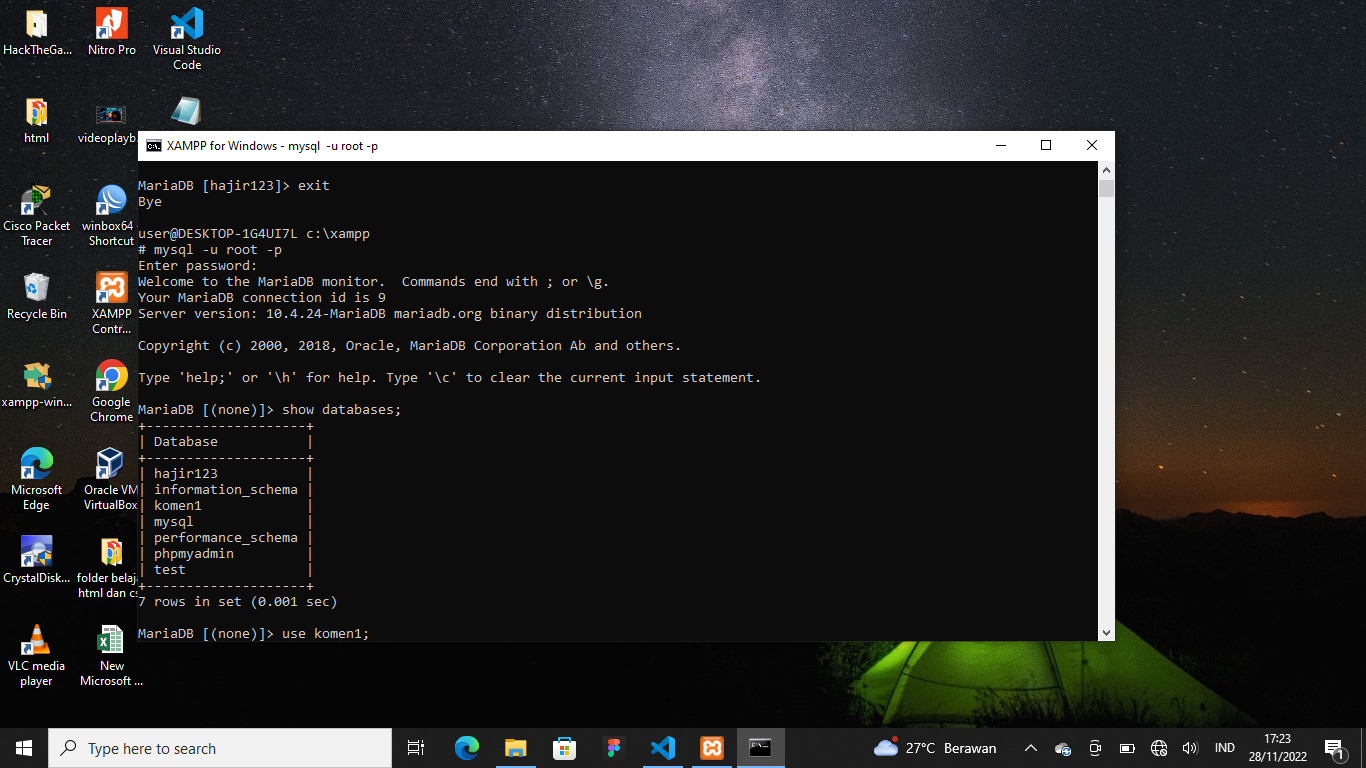 HackTheGa...
Nitro Pro
Visual Studio
Code
html
videoplayb
Cisco Packet
Tracer
winbox64 -
Shortcut
Recycle Bin
XAMPP
Contr...
xampp-win...
Google
Chrome
Microsoft
Edge
Oracle VM
VirtualBox
CrystalDisk...
folder belaj
html dan cs
VLC media
player
New
Microsoft ...
XAMPP for Windows - mysql  -u root -p
MariaDB [hajir123]> exit
Bye
user@DESKTOP-1G4UI7L c:\xampp
# mysql -u root -p
Enter password:
Welcome to the MariaDB monitor.  Commands end with ; or \g.
Your MariaDB connection id is 9
Server version: 10.4.24-MariaDB mariadb.org binary distribution
Copyright (c) 2000, 2018, Oracle, MariaDB Corporation Ab and others.
Type 'help;' or '\h' for help. Type '\c' to clear the current input statement.
MariaDB [(none)]> show databases;
+--------------------+
| Database           |
+--------------------+
| hajir123           |
| information_schema |
| komen1             |
| mysql              |
| performance_schema |
| phpmyadmin         |
| test               |
+--------------------+
7 rows in set (0.001 sec)
MariaDB [(none)]> use komen1;
Type here to search
27°C Berawan
IND
17:23
28/11/2022
1